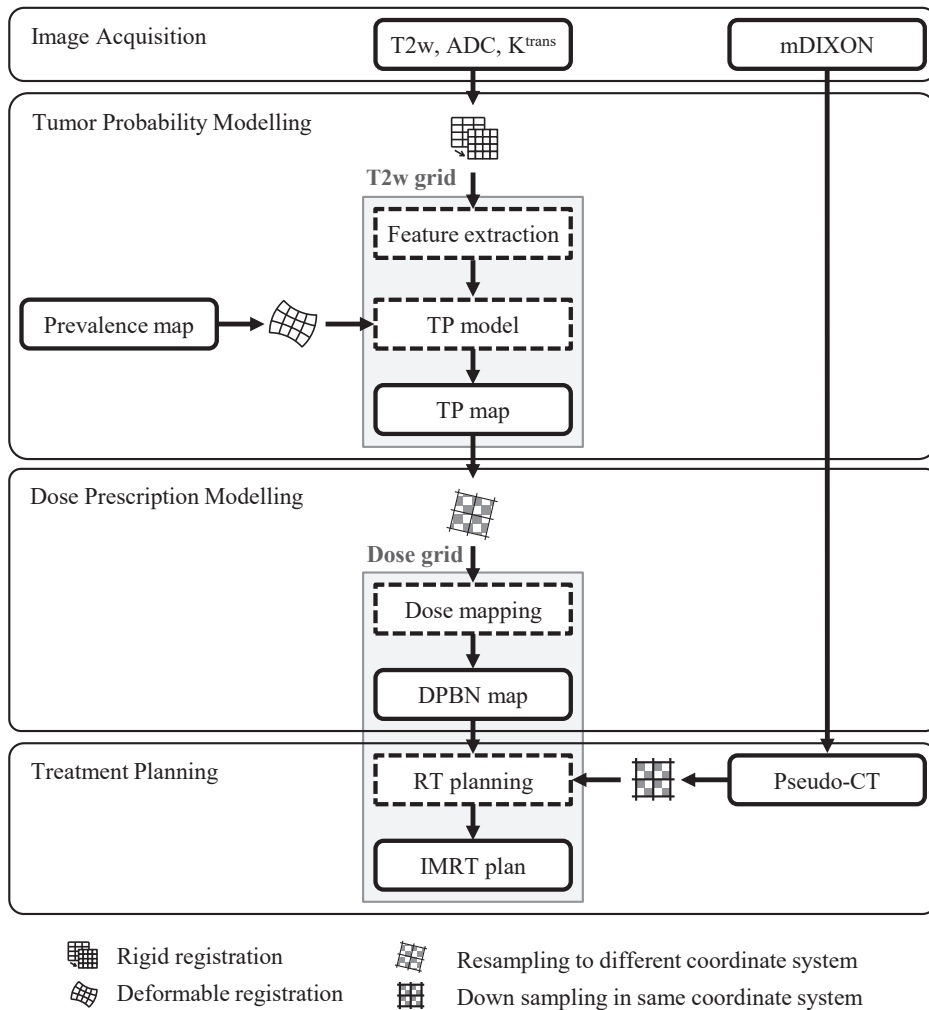 Image Acquisition
T2w, ADC, K^trans
mDIXON
Tumor Probability Modelling
T2w grid
Feature extraction
Prevalence map
TP model
TP map
Dose Prescription Modelling
Dose grid
Dose mapping
DPBN map
Treatment Planning
RT planning
Pseudo-CT
IMRT plan
Rigid registration
Resampling to different coordinate system
Deformable registration
Down sampling in same coordinate system